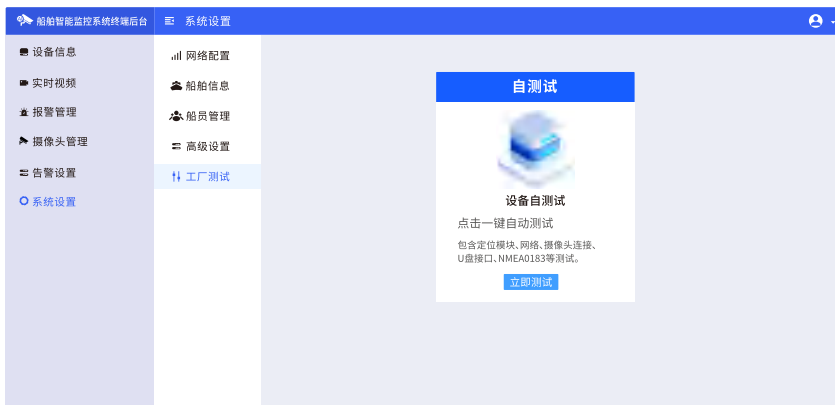 船舶智能监控系统终端后台
系统设置
设备信息
实时视频
报警管理
摄像头管理
告警设置
系统设置
网络配置
船舶信息
船员管理
高级设置
工厂测试
自测试
设备自测试
点击一键自动测试
包含定位模块、网络、摄像头连接、
U盘接口、NMEA0183等测试。
立即测试